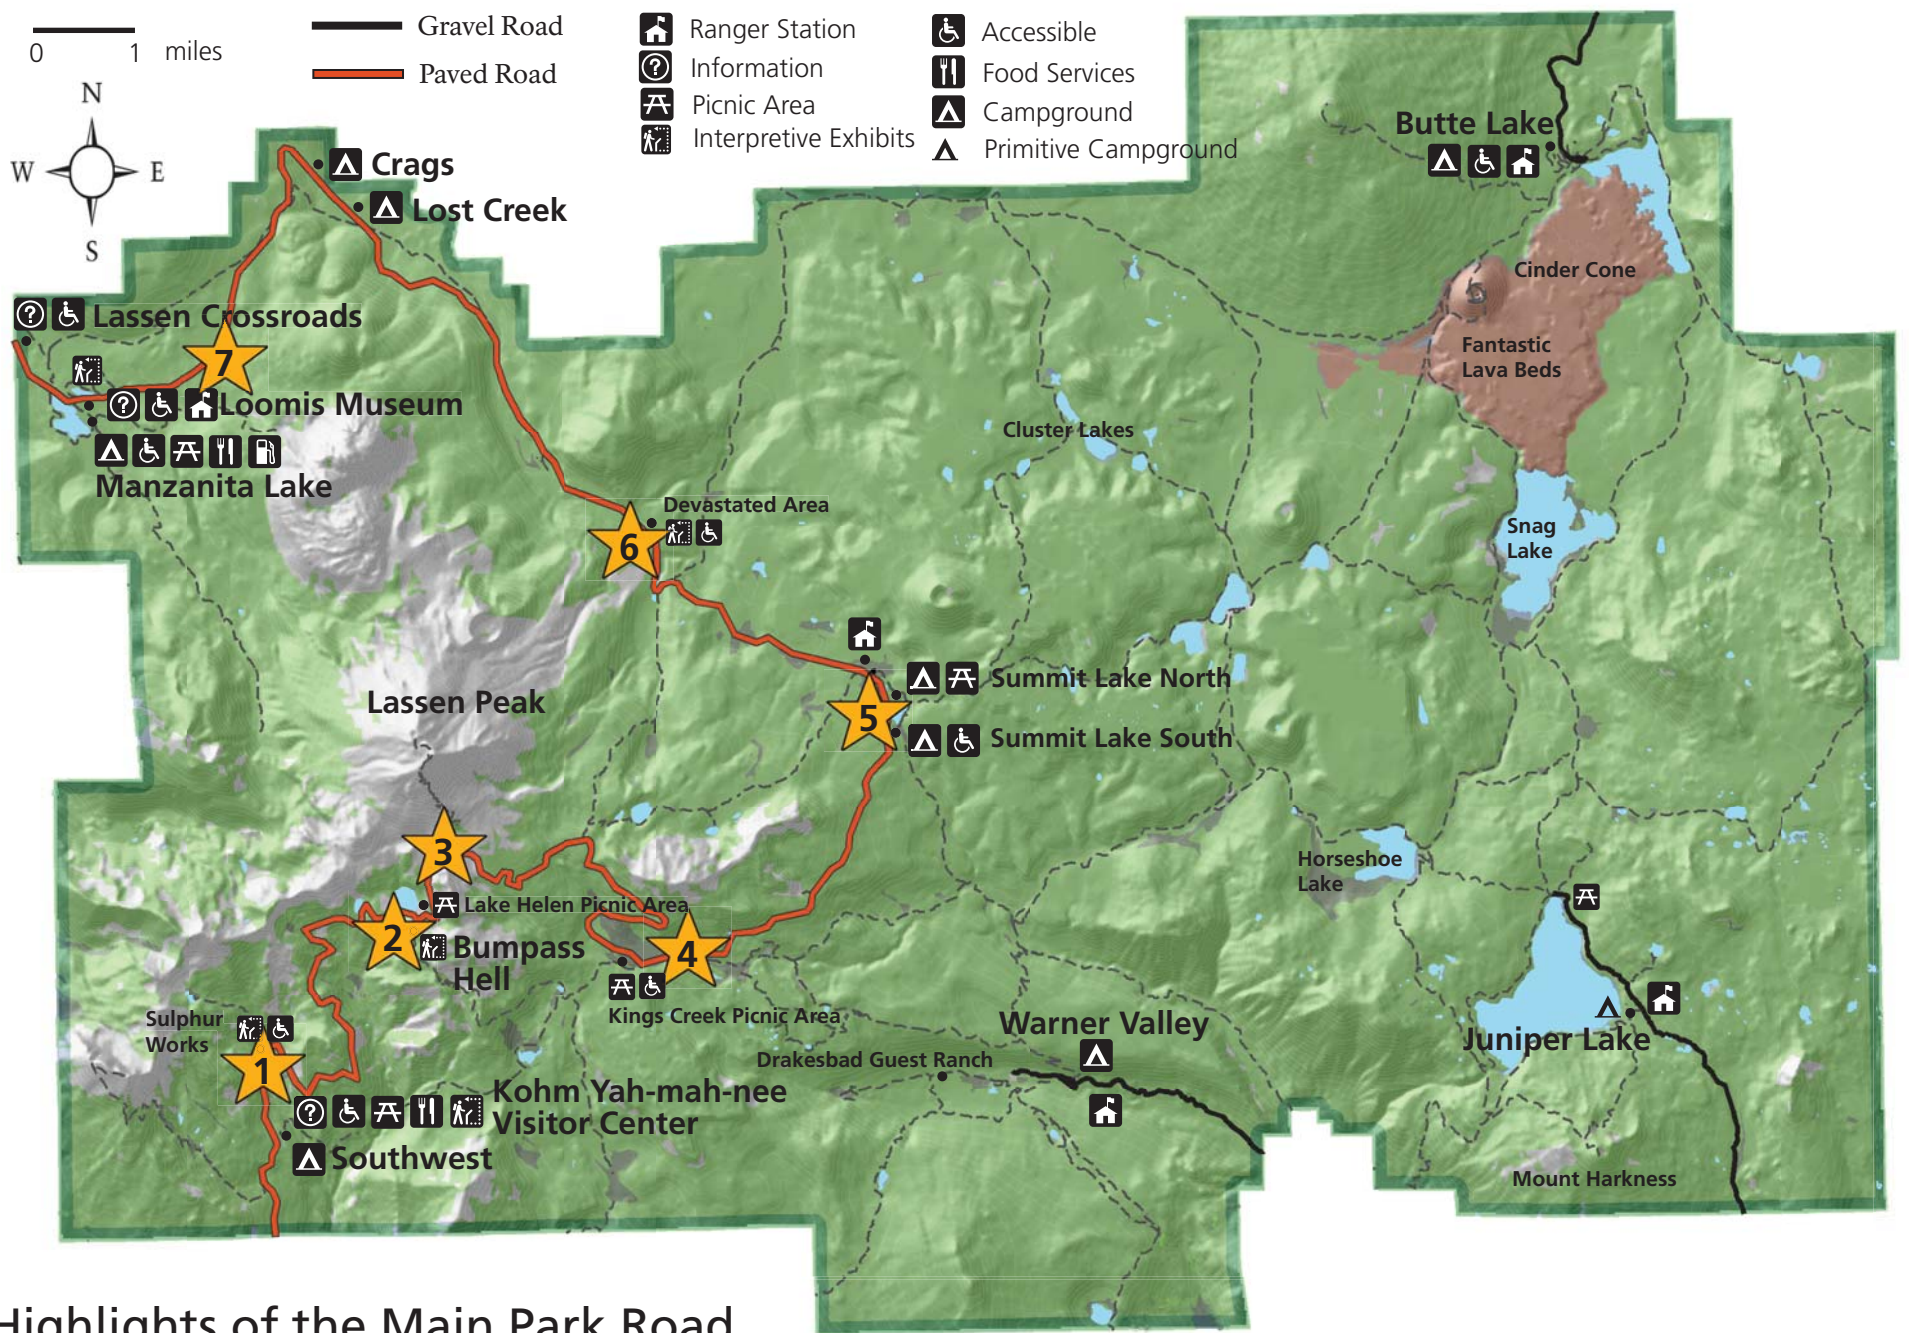 0 1 miles
Gravel Road
Paved Road
Ranger Station
Information
Picnic Area
Interpretive Exhibits
Accessible
Food Services
Campground
Primitive Campground
N
W E
S
Crags
Lost Creek
Butte Lake
Cinder Cone
Fantastic
Lava Beds
Lassen Crossroads
7
Loomis Museum
Manzanita Lake
Cluster Lakes
Devastated Area
6
Snag
Lake
Summit Lake North
5
Summit Lake South
Lassen Peak
3
Horseshoe
Lake
Lake Helen Picnic Area
2
Bumpass
Hell
4
Kings Creek Picnic Area
Sulphur
Works
1
Warner Valley
Drakesbad Guest Ranch
Juniper Lake
Kohm Yah-mah-nee
Visitor Center
Southwest
Mount Harkness
Highlights of the Main Park Road